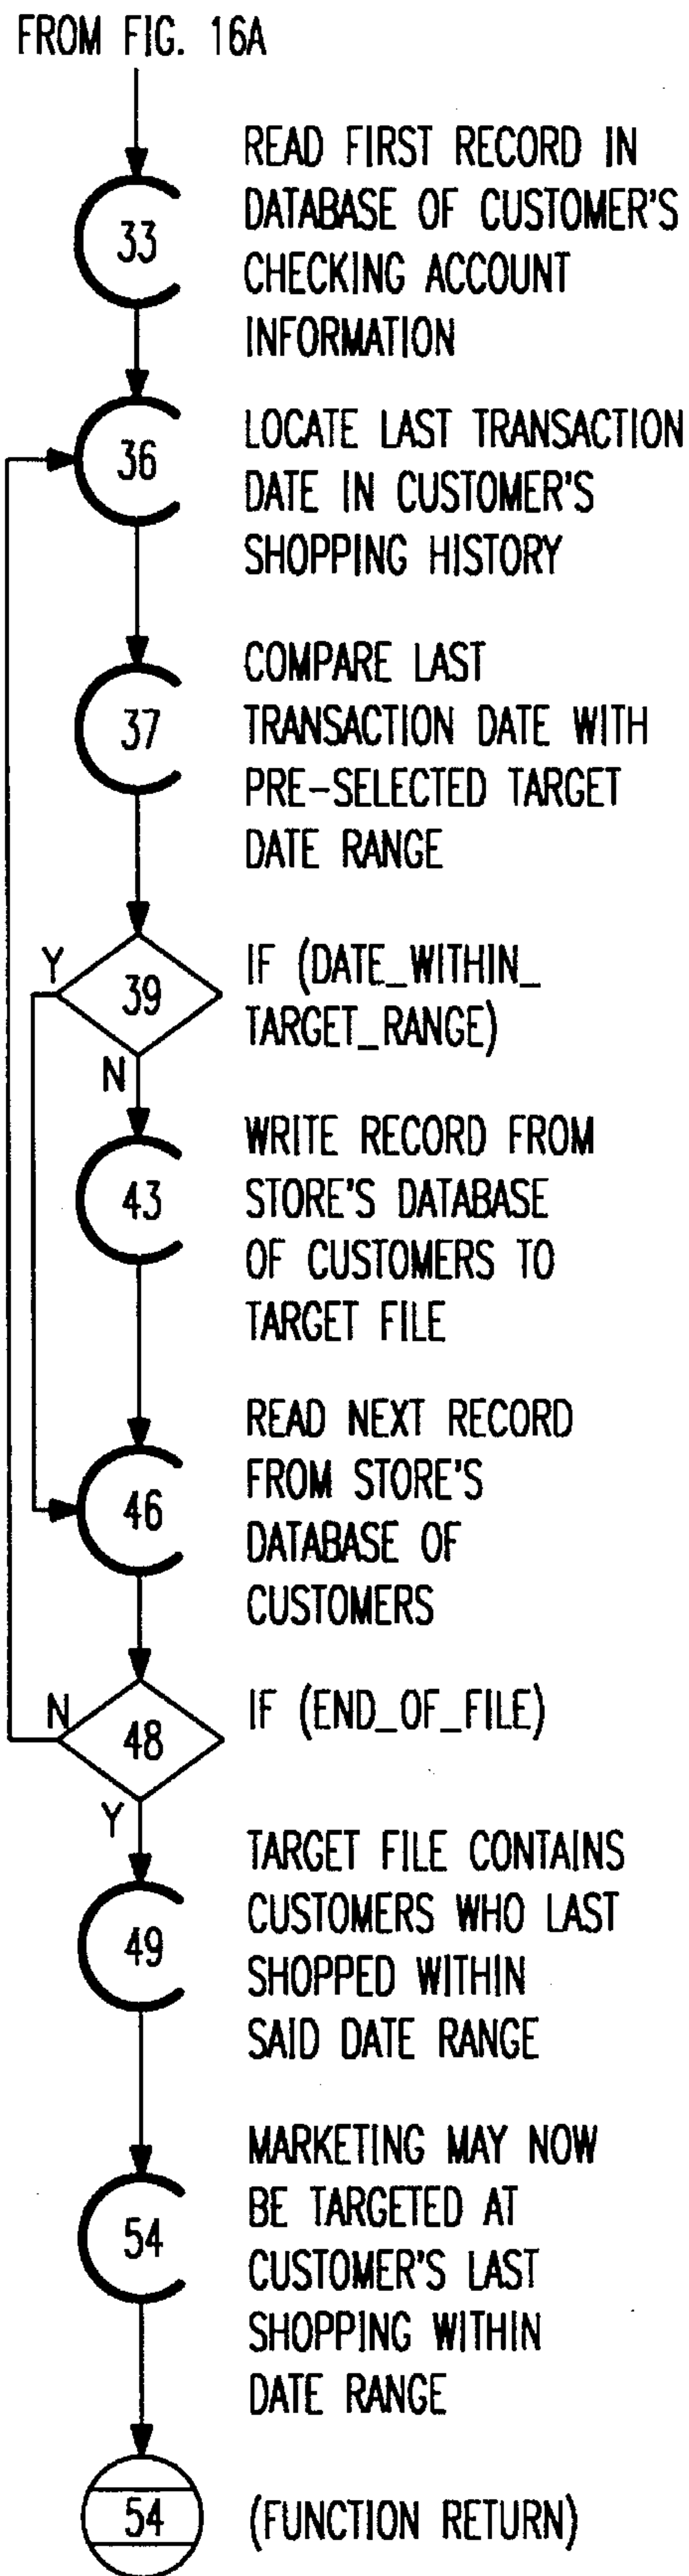 FROM FIG. 16A
33
READ FIRST RECORD IN
DATABASE OF CUSTOMER'S
CHECKING ACCOUNT
INFORMATION
36
LOCATE LAST TRANSACTION
DATE IN CUSTOMER'S
SHOPPING HISTORY
37
COMPARE LAST
TRANSACTION DATE WITH
PRE-SELECTED TARGET
DATE RANGE
Y
39
N
IF (DATE_WITHIN_
TARGET_RANGE)
43
WRITE RECORD FROM
STORE'S DATABASE
OF CUSTOMERS TO
TARGET FILE
46
READ NEXT RECORD
FROM STORE'S
DATABASE OF
CUSTOMERS
N
48
Y
IF (END_OF_FILE)
49
TARGET FILE CONTAINS
CUSTOMERS WHO LAST
SHOPPED WITHIN
SAID DATE RANGE
54
MARKETING MAY NOW
BE TARGETED AT
CUSTOMER'S LAST
SHOPPING WITHIN
DATE RANGE
54
(FUNCTION RETURN)